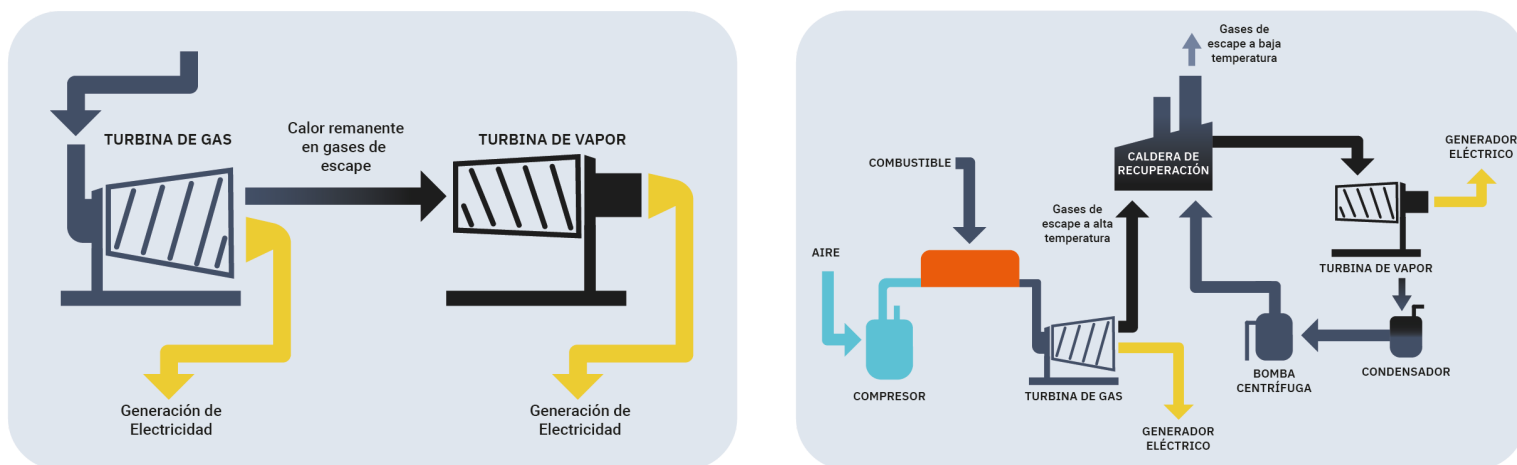 TURBINA DE GAS
Calor remanente
en gases de
escape
TURBINA DE VAPOR
Generación de
Electricidad
Generación de
Electricidad
Gases de
escape a baja
temperatura
COMBUSTIBLE
CALDERA DE
RECUPERACIÓN
GENERADOR
ELÉCTRICO
Gases de
escape a alta
temperatura
AIRE
TURBINA DE VAPOR
COMPRESOR
TURBINA DE GAS
BOMBA
CENTRÍFUGA
CONDENSADOR
GENERADOR
ELÉCTRICO